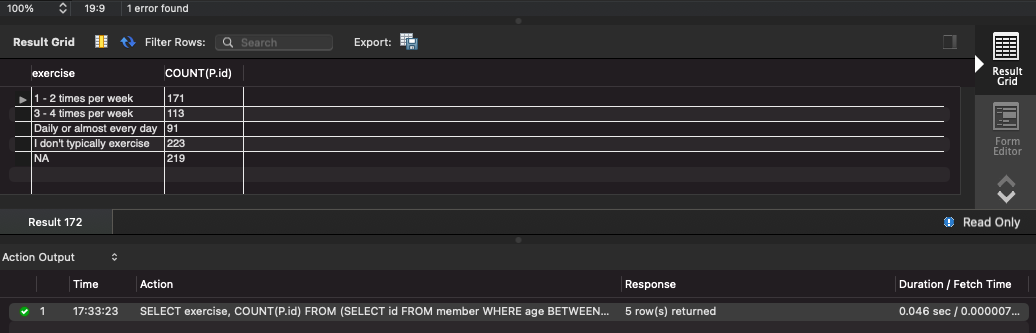 100% 19:9 1 error found
Result Grid Filter Rows: Search Export:
exercise COUNT(P.id)
1 - 2 times per week 171
3 - 4 times per week 113
Daily or almost every day 91
I don't typically exercise 223
NA 219
Result
Grid
Form
Editor
Result 172 Read Only
Action Output
Time Action Response Duration / Fetch Time
1 17:33:23 SELECT exercise, COUNT(P.id) FROM (SELECT id FROM member WHERE age BETWEEN... 5 row(s) returned 0.046 sec / 0.000007...